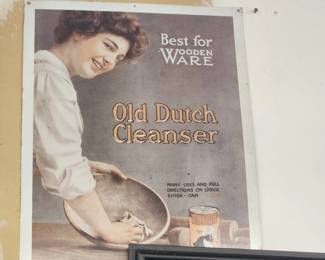 Best for
WOODEN
WARE
Old Dutch
Cleanser
MANY USES AND FULL
DIRECTIONS ON LARGE
SIFTER - CAN